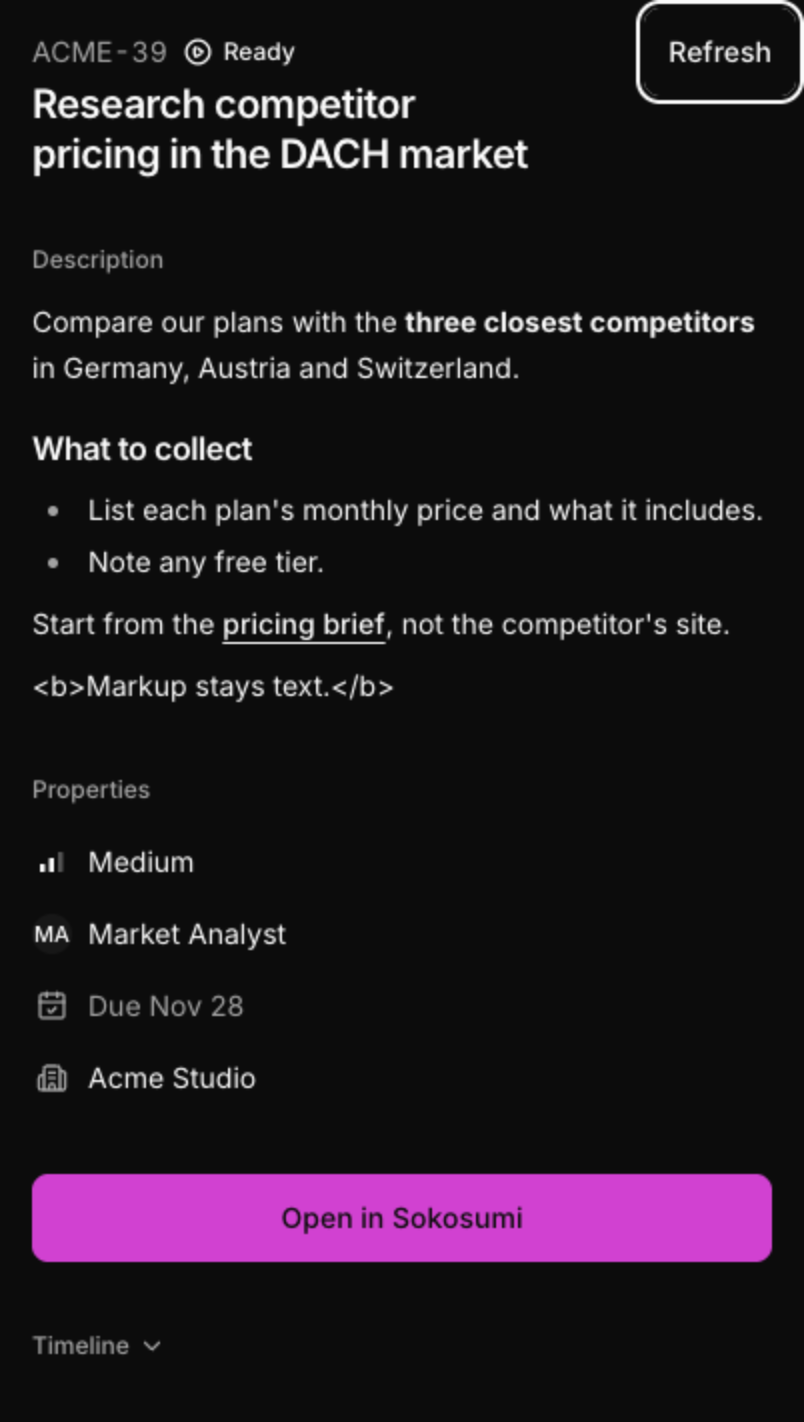 ACME-39 Ready
Refresh
Research competitor
pricing in the DACH market
Description
Compare our plans with the three closest competitors
in Germany, Austria and Switzerland.
What to collect
• List each plan's monthly price and what it includes.
• Note any free tier.
Start from the pricing brief, not the competitor's site.
<b>Markup stays text.</b>
Properties
Medium
MA Market Analyst
Due Nov 28
Acme Studio
Open in Sokosumi
Timeline